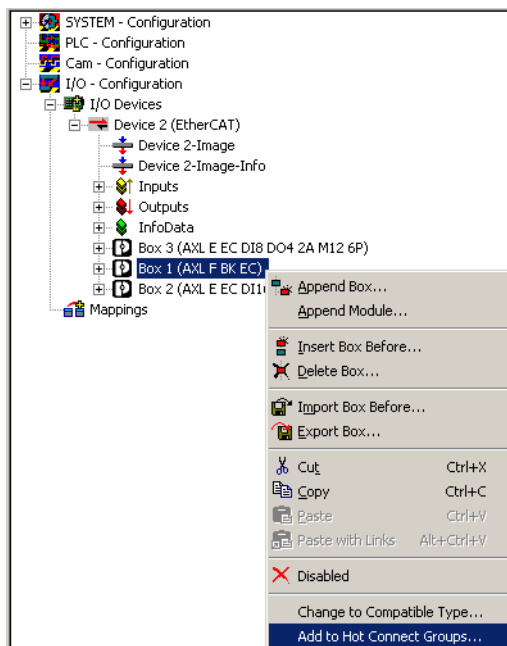 SYSTEM - Configuration
PLC - Configuration
Cam - Configuration
I/O - Configuration
I/O Devices
Device 2 (EtherCAT)
Device 2-Image
Device 2-Image-Info
Inputs
Outputs
InfoData
Box 3 (AXL E EC DI8 DO4 2A M12 6P)
Box 1 (AXL F BK EC)
Box 2 (AXL E EC
Mappings
Append Box...
Append Module...
Insert Box Before...
Delete Box...
Import Box Before...
Export Box...
Cut Ctrl+X
Copy Ctrl+C
Paste Ctrl+V
Paste with Links Alt+Ctrl+V
Disabled
Change to Compatible Type...
Add to Hot Connect Groups...